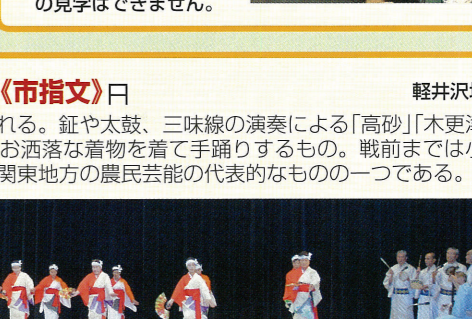 の見学はできません。
《市指文》円
軽井沢
れる。鉦や太鼓、三味線の演奏による「高砂」「木更
お洒落な着物を着て手踊りするもの。戦前までは
関東地方の農民芸能の代表的なものの一つである。